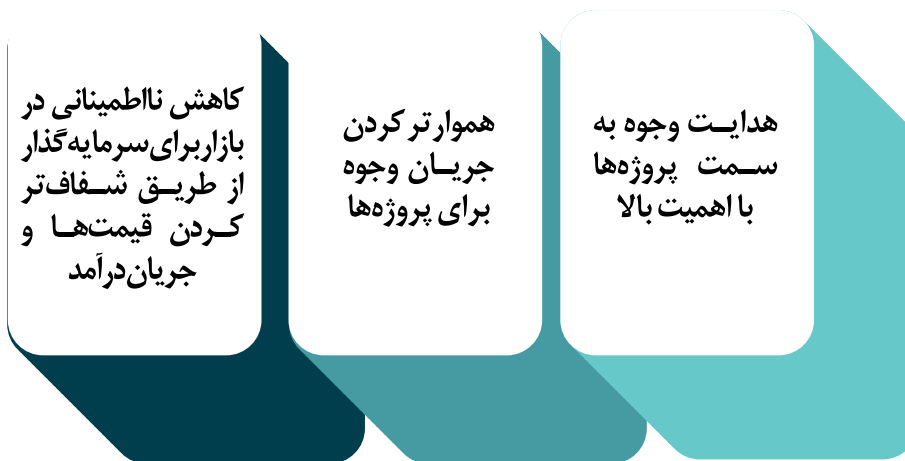 هدایت وجوه به
سمت پروژه‌ها
با اهمیت بالا
هموارتر کردن
جریان وجوه
برای پروژه‌ها
کاهش نااطمینانی در
بازار برای سرمایه‌گذار
از طریق شفاف‌تر
کردن قیمت‌ها و
جریان درآمد